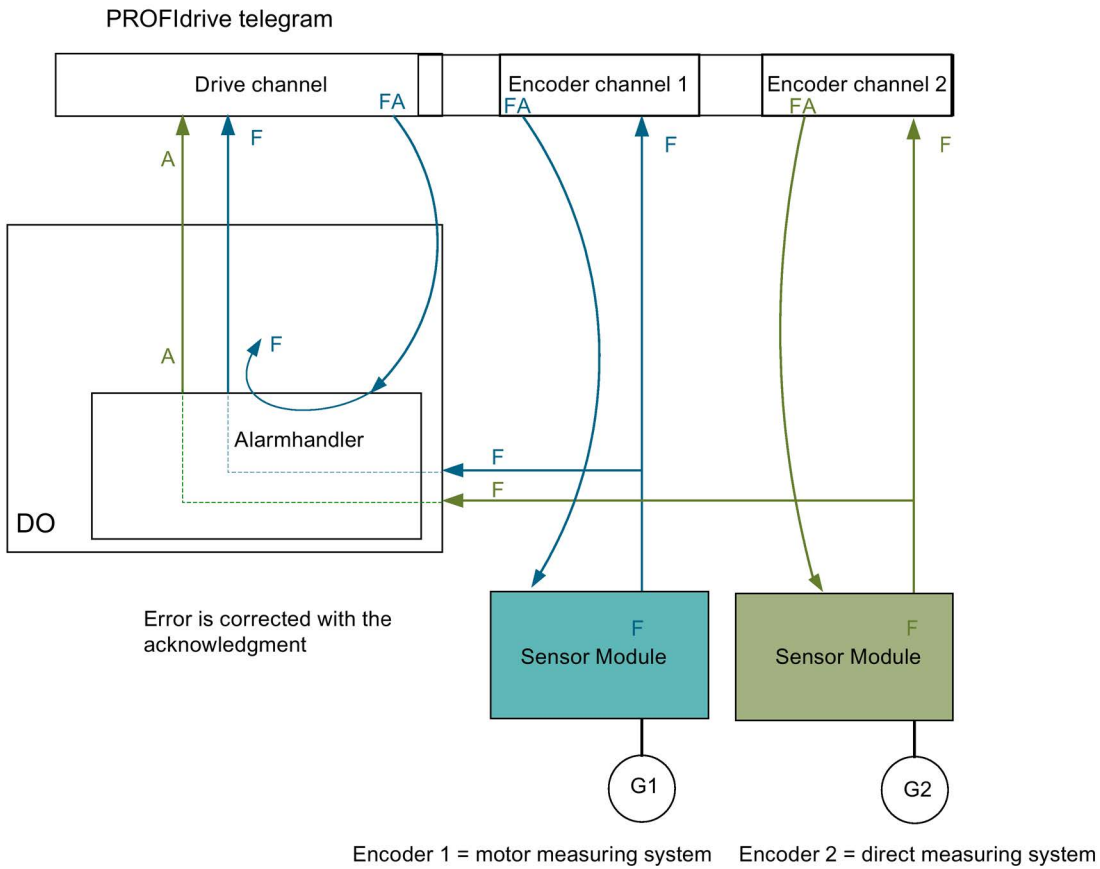 PROFIdrive telegram
Drive channel
Encoder channel 1
Encoder channel 2
FA
FA
FA
F
F
F
A
A
F
Alarmhandler
F
F
DO
Error is corrected with the
acknowledgment
F
F
Sensor Module
Sensor Module
G1
G2
Encoder 1 = motor measuring system
Encoder 2 = direct measuring system